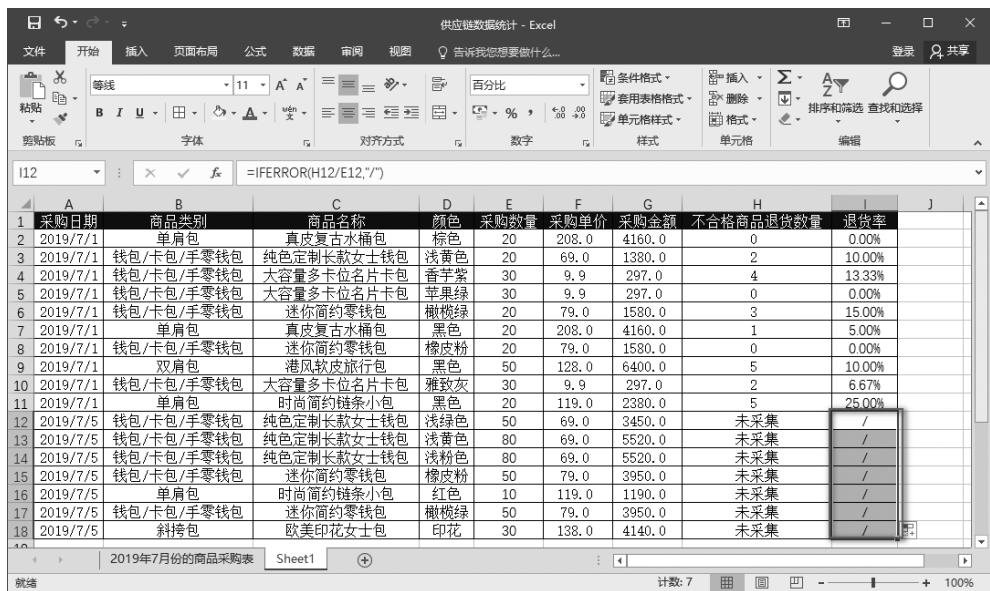 供应链数据统计 - Excel
文件 开始 插入 页面布局 公式 数据 审阅 视图 告诉我您想要做什么... 登录 共享
等线 11 A A 百分比 条件格式 插入 Σ
粘贴 套用表格格式 删除 排序和筛选 查找和选择
B I U A wén 文 % , 单元格样式 格式
剪贴板 字体 对齐方式 数字 样式 单元格 编辑
I12 fx =IFERROR(H12/E12,"/")
A B C D E F G H I J
1 采购日期 商品类别 商品名称 颜色 采购数量 采购单价 采购金额 不合格商品退货数量 退货率
2 2019/7/1 单肩包 真皮复古水桶包 棕色 20 208.0 4160.0 0 0.00%
3 2019/7/1 钱包/卡包/手零钱包 纯色定制长款女士钱包 浅黄色 20 69.0 1380.0 2 10.00%
4 2019/7/1 钱包/卡包/手零钱包 大容量多卡位名片卡包 香芋紫 30 9.9 297.0 4 13.33%
5 2019/7/1 钱包/卡包/手零钱包 大容量多卡位名片卡包 苹果绿 30 9.9 297.0 0 0.00%
6 2019/7/1 钱包/卡包/手零钱包 迷你简约零钱包 橄榄绿 20 79.0 1580.0 3 15.00%
7 2019/7/1 单肩包 真皮复古水桶包 黑色 20 208.0 4160.0 1 5.00%
8 2019/7/1 钱包/卡包/手零钱包 迷你简约零钱包 橡皮粉 20 79.0 1580.0 0 0.00%
9 2019/7/1 双肩包 港风软皮旅行包 黑色 50 128.0 6400.0 5 10.00%
10 2019/7/1 钱包/卡包/手零钱包 大容量多卡位名片卡包 雅致灰 30 9.9 297.0 2 6.67%
11 2019/7/1 单肩包 时尚简约链条小包 黑色 20 119.0 2380.0 5 25.00%
12 2019/7/5 钱包/卡包/手零钱包 纯色定制长款女士钱包 浅绿色 50 69.0 3450.0 未采集 /
13 2019/7/5 钱包/卡包/手零钱包 纯色定制长款女士钱包 浅黄色 80 69.0 5520.0 未采集 /
14 2019/7/5 钱包/卡包/手零钱包 纯色定制长款女士钱包 浅粉色 80 69.0 5520.0 未采集 /
15 2019/7/5 钱包/卡包/手零钱包 迷你简约零钱包 橡皮粉 50 79.0 3950.0 未采集 /
16 2019/7/5 单肩包 时尚简约链条小包 红色 10 119.0 1190.0 未采集 /
17 2019/7/5 钱包/卡包/手零钱包 迷你简约零钱包 橄榄绿 50 79.0 3950.0 未采集 /
18 2019/7/5 斜挎包 欧美印花女士包 印花 30 138.0 4140.0 未采集 /
2019年7月份的商品采购表 Sheet1
就绪 计数: 7 100%